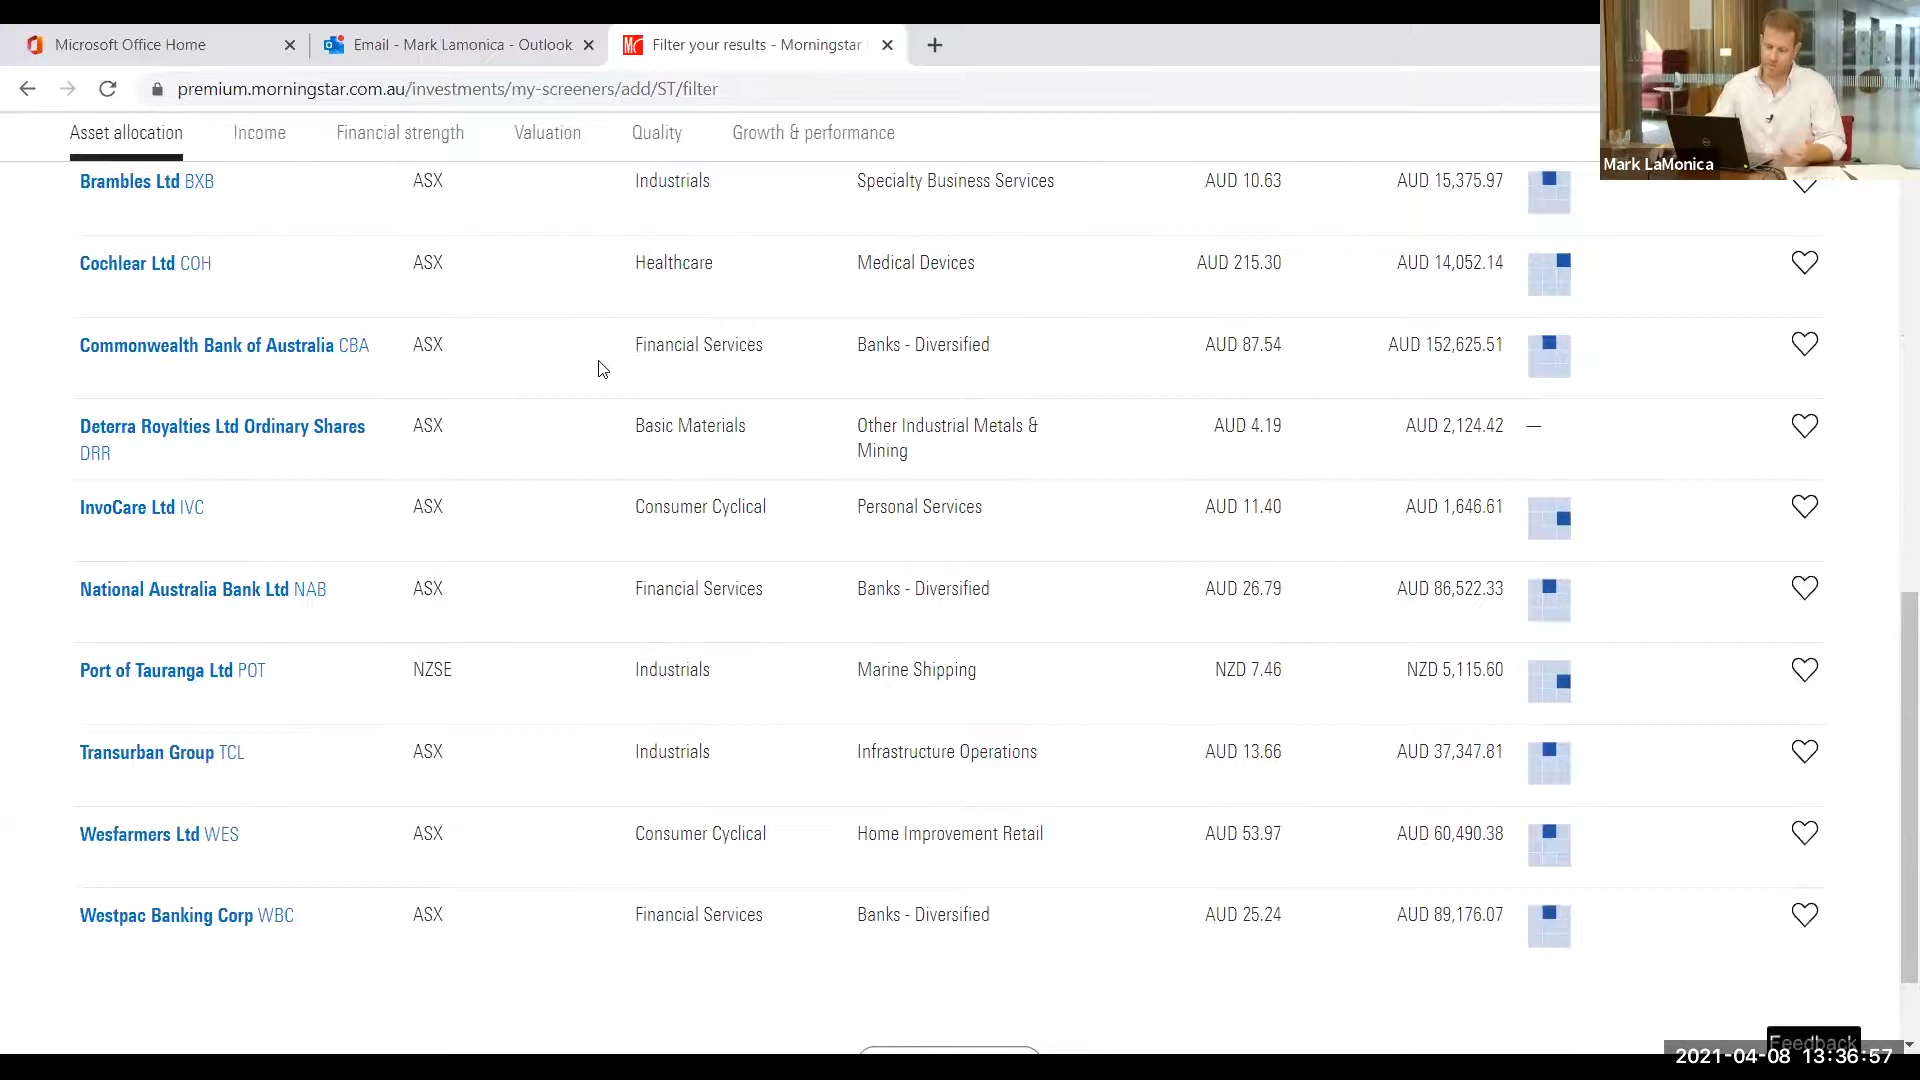 Microsoft Office Home
Email - Mark Lamonica - Outlook
Filter your results - Morningstar
premium.morningstar.com.au/investments/my-screeners/add/ST/filter
Mark LaMonica
Asset allocation Income Financial strength Valuation Quality Growth & performance
Brambles Ltd BXB ASX Industrials Specialty Business Services AUD 10.63 AUD 15,375.97
Cochlear Ltd COH ASX Healthcare Medical Devices AUD 215.30 AUD 14,052.14
Commonwealth Bank of Australia CBA ASX Financial Services Banks - Diversified AUD 87.54 AUD 152,625.51
Deterra Royalties Ltd Ordinary Shares ASX Basic Materials Other Industrial Metals & AUD 4.19 AUD 2,124.42 —
DRR Mining
InvoCare Ltd IVC ASX Consumer Cyclical Personal Services AUD 11.40 AUD 1,646.61
National Australia Bank Ltd NAB ASX Financial Services Banks - Diversified AUD 26.79 AUD 86,522.33
Port of Tauranga Ltd POT NZSE Industrials Marine Shipping NZD 7.46 NZD 5,115.60
Transurban Group TCL ASX Industrials Infrastructure Operations AUD 13.66 AUD 37,347.81
Wesfarmers Ltd WES ASX Consumer Cyclical Home Improvement Retail AUD 53.97 AUD 60,490.38
Westpac Banking Corp WBC ASX Financial Services Banks - Diversified AUD 25.24 AUD 89,176.07
Feedback
2021-04-08 13:36:57